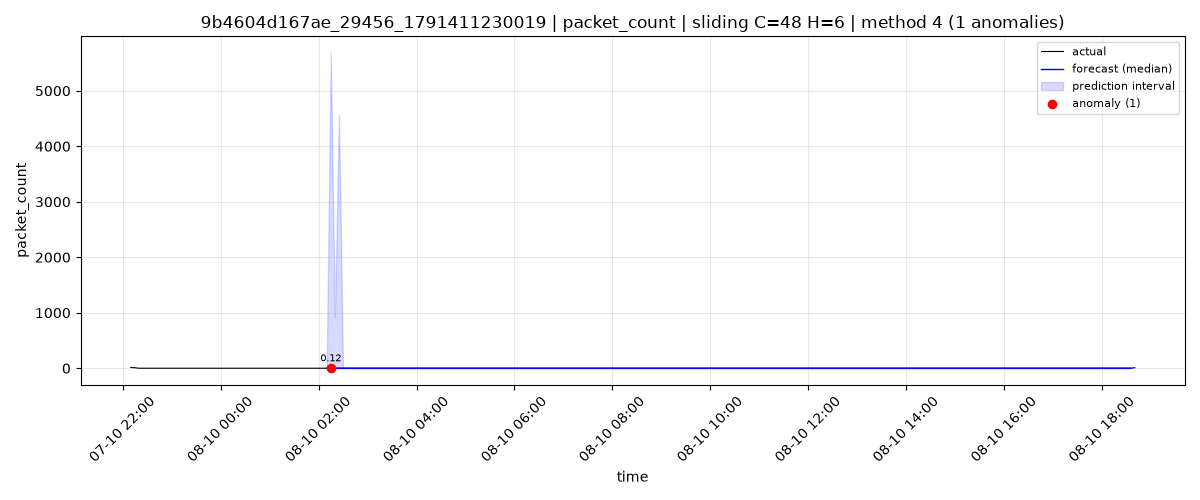 9b4604d167ae_29456_1791411230019 | packet_count | sliding C=48 H=6 | method 4 (1 anomalies)
actual
forecast (median)
prediction interval
anomaly (1)
packet_count
5000
4000
3000
2000
1000
0
0.12
07-10 22:00
08-10 00:00
08-10 02:00
08-10 04:00
08-10 06:00
08-10 08:00
08-10 10:00
08-10 12:00
08-10 14:00
08-10 16:00
08-10 18:00
time